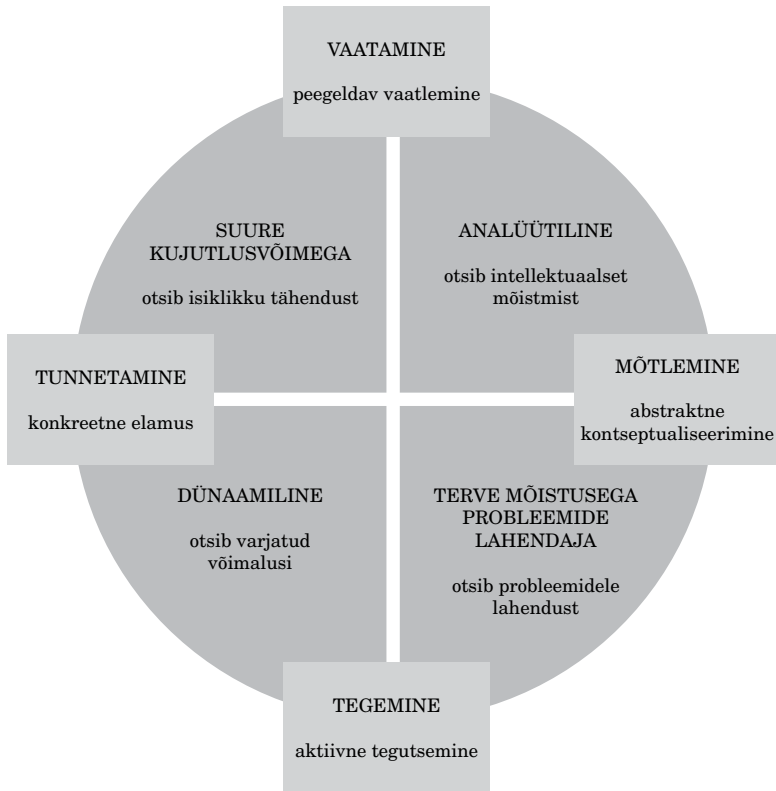 VAATAMINE
peegeldav vaatlemine
SUURE
KUJUTLUSVÕIMEGA
otsib isiklikku tähendust
ANALÜÜTILINE
otsib intellektuaalset
mõistmist
TUNNETAMINE
konkreetne elamus
MÕTLEMINE
abstraktne
kontseptualiseerimine
DÜNAAMILINE
otsib varjatud
võimalusi
TERVE MÕISTUSEGA
PROBLEEMIDE
LAHENDAJA
otsib probleemidele
lahendust
TEGEMINE
aktiivne tegutsemine